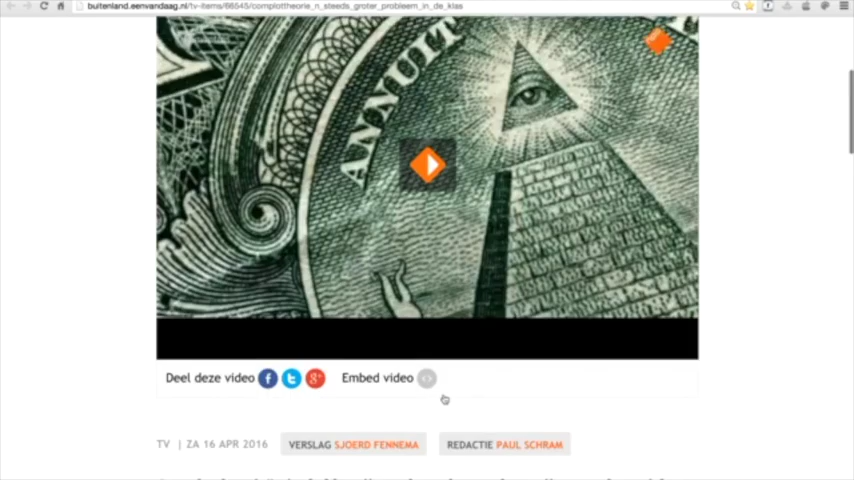 buitenland.eenvandaag.nl/tv-items/66545/complottheorie_n_steeds_groter_probleem_in_de_klas
ANNUIT
Deel deze video
Embed video
TV | ZA 16 APR 2016
VERSLAG SJOERD FENNEMA
REDACTIE PAUL SCHRAM